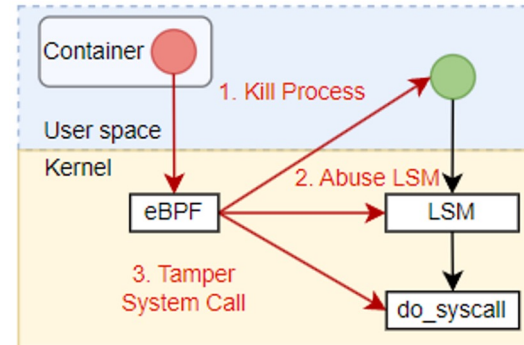 Container
1. Kill Process
User space
Kernel
2. Abuse LSM
eBPF
LSM
3. Tamper
System Call
do_syscall